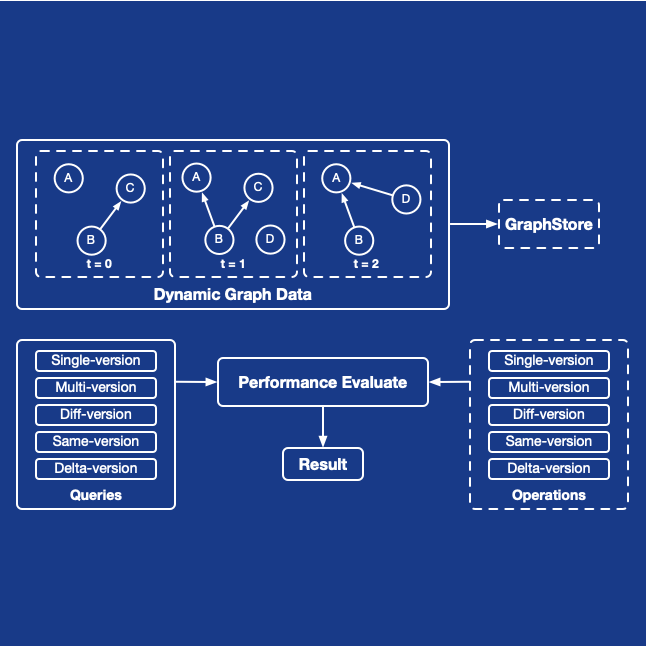 A
C
B
t = 0
A
C
B
D
t = 1
A
D
B
t = 2
Dynamic Graph Data
GraphStore
Single-version
Multi-version
Diff-version
Same-version
Delta-version
Queries
Performance Evaluate
Result
Single-version
Multi-version
Diff-version
Same-version
Delta-version
Operations